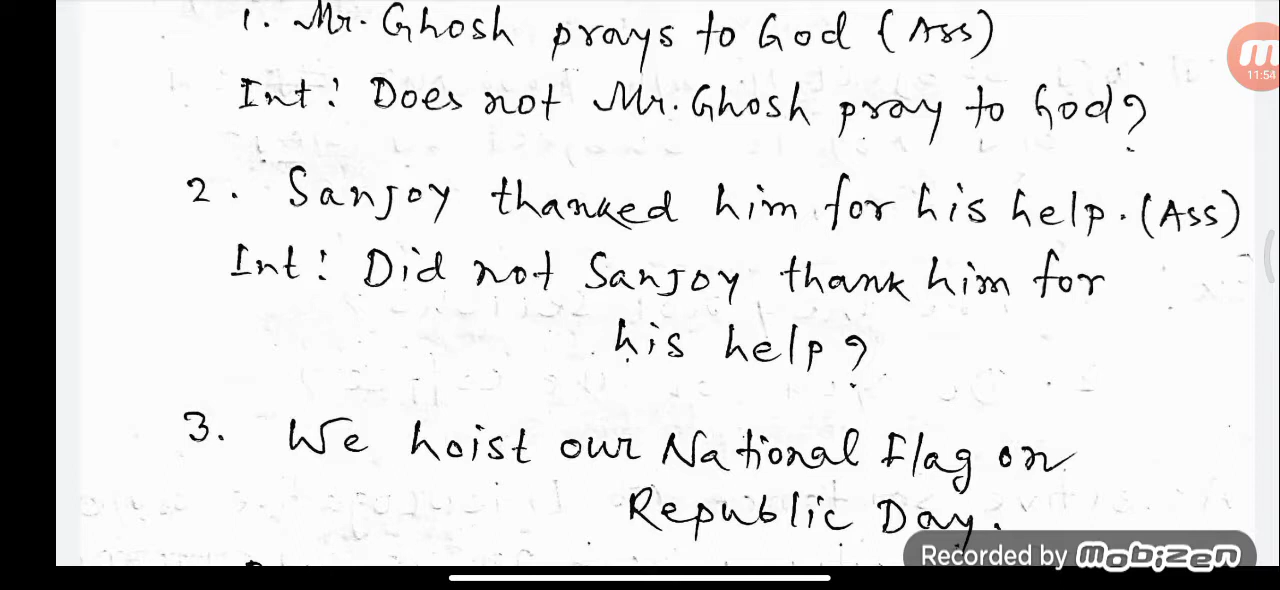 1. Mr. Ghosh prays to God (Ass)
11:54
Int: Does not Mr. Ghosh pray to God?
2. Sanjoy thanked him for his help. (Ass)
Int: Did not Sanjoy thank him for
his help?
3. We hoist our National Flag on
Republic Day.
Recorded by mobizen